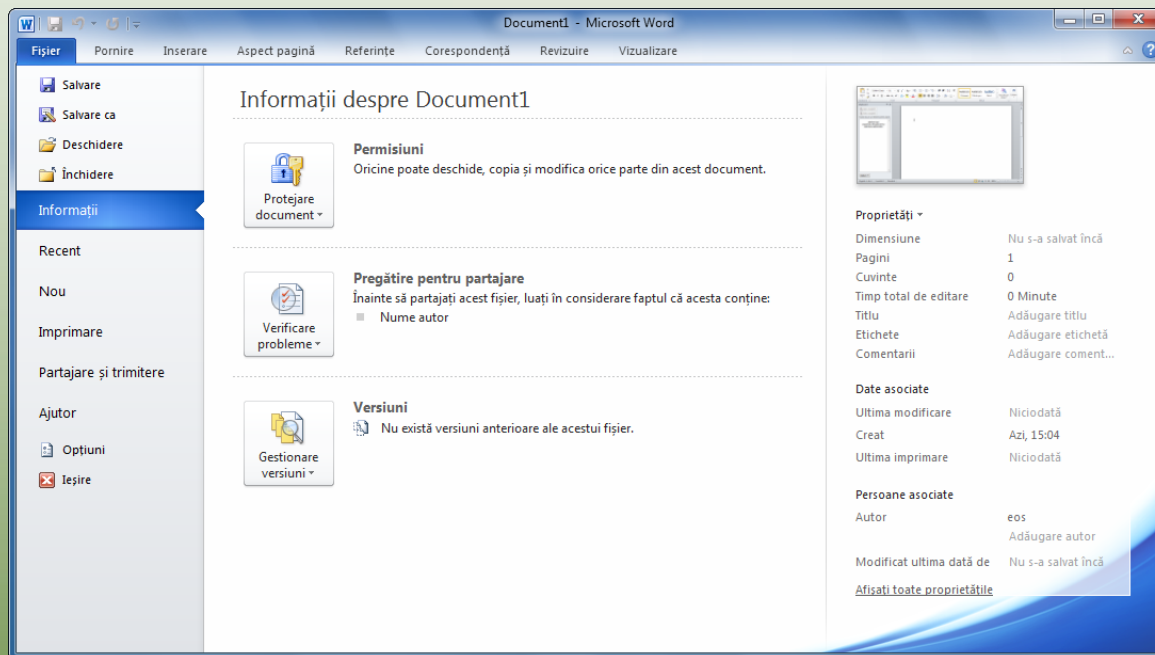 Document1 - Microsoft Word
Fișier Pornire Inserare Aspect pagină Referințe Corespondență Revizuire Vizualizare
Salvare
Salvare ca
Deschidere
Închidere
Informații
Recent
Nou
Imprimare
Partajare și trimitere
Ajutor
Opțiuni
Ieșire
Informații despre Document1
Protejare
document
Permisiuni
Oricine poate deschide, copia și modifica orice parte din acest document.
Verificare
probleme
Pregătire pentru partajare
Înainte să partajați acest fișier, luați în considerare faptul că acesta conține:
Nume autor
Gestionare
versiuni
Versiuni
Nu există versiuni anterioare ale acestui fișier.
Proprietăți
Dimensiune Nu s-a salvat încă
Pagini 1
Cuvinte 0
Timp total de editare 0 Minute
Titlu Adăugare titlu
Etichete Adăugare etichetă
Comentarii Adăugare coment...
Date asociate
Ultima modificare Niciodată
Creat Azi, 15:04
Ultima imprimare Niciodată
Persoane asociate
Autor eos
Adăugare autor
Modificat ultima dată de Nu s-a salvat încă
Afișați toate proprietățile